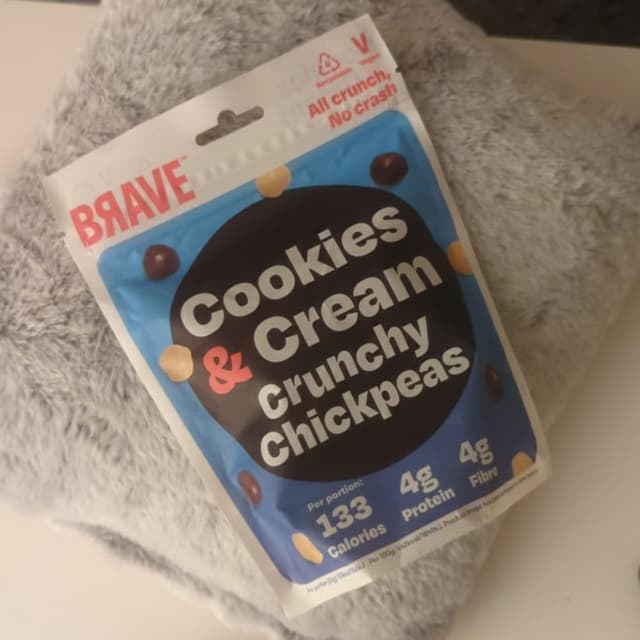 V
All crunch,
No crash
BRAVE
Cookies
& Cream
Crunchy
Chickpeas
Per portion:
133
Calories
4g
Protein
4g
Fibre